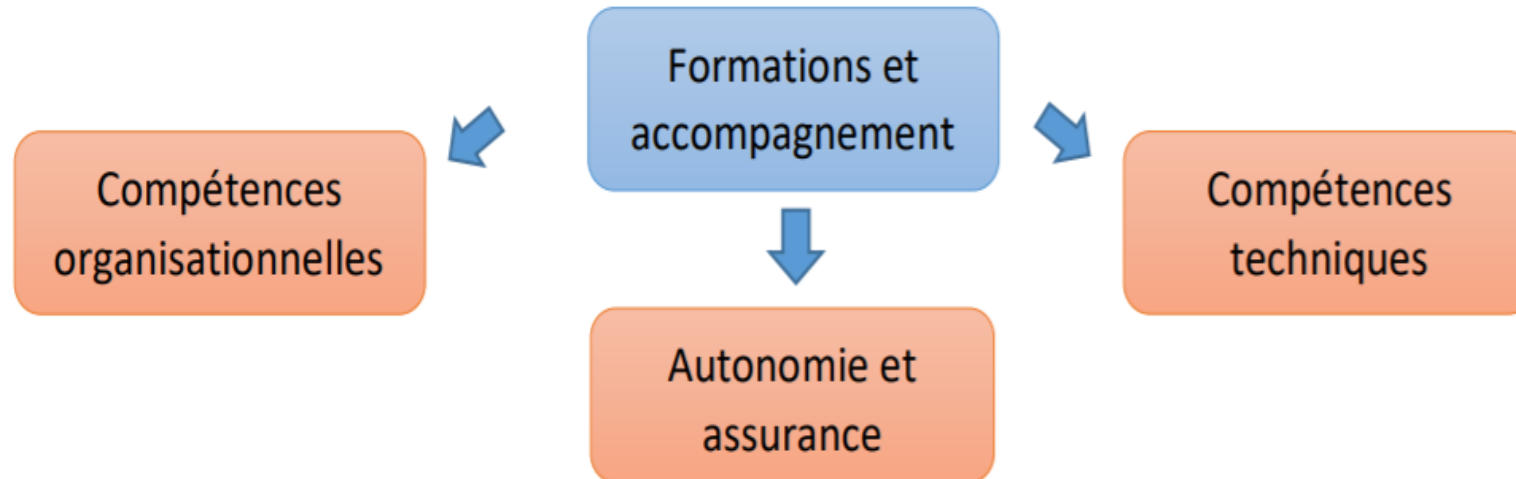 Formations et
accompagnement
Compétences
organisationnelles
Compétences
techniques
Autonomie et
assurance